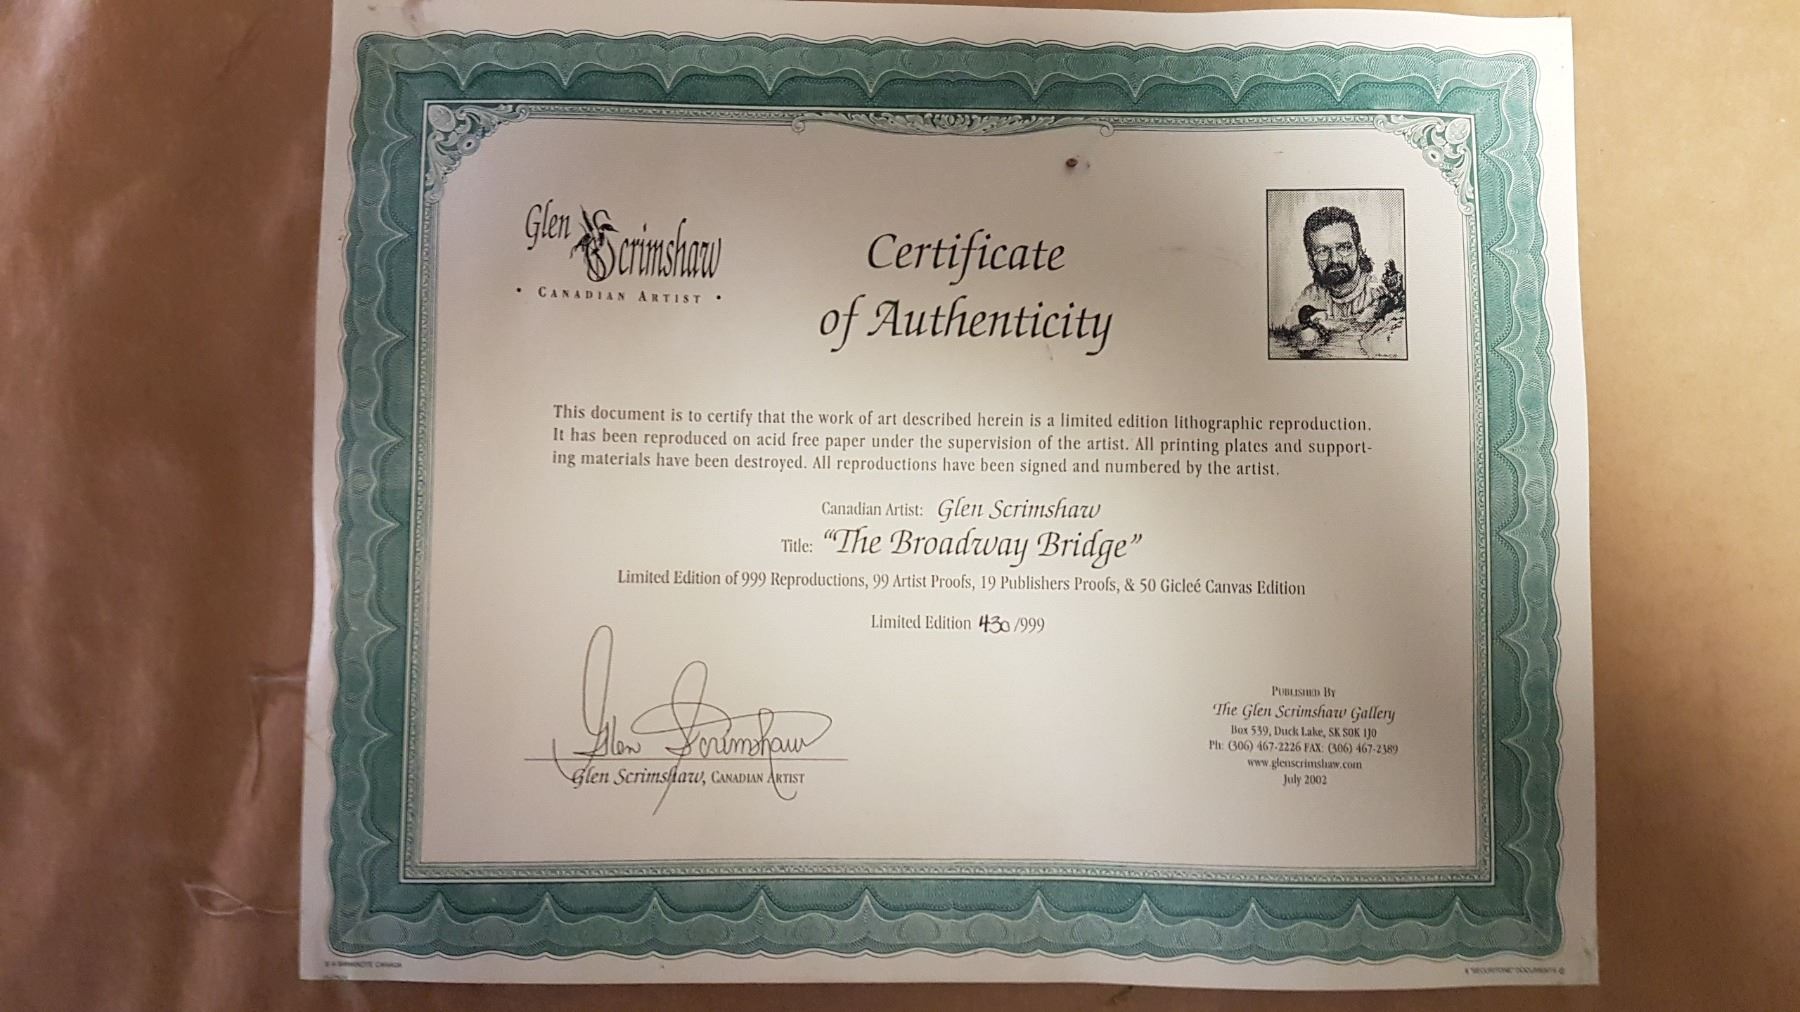 Glen Scrimshaw
• CANADIAN ARTIST •
Certificate
of Authenticity
This document is to certify that the work of art described herein is a limited edition lithographic reproduction.
It has been reproduced on acid free paper under the supervision of the artist. All printing plates and support-
ing materials have been destroyed. All reproductions have been signed and numbered by the artist.
Canadian Artist: Glen Scrimshaw
Title: “The Broadway Bridge”
Limited Edition of 999 Reproductions, 99 Artist Proofs, 19 Publishers Proofs, & 50 Gicleé Canvas Edition
Limited Edition 430 /999
Glen Scrimshaw
Glen Scrimshaw, CANADIAN ARTIST
PUBLISHED BY
The Glen Scrimshaw Gallery
Box 539, Duck Lake, SK S0K 1J0
Ph: (306) 467-2226 FAX: (306) 467-2389
www.glenscrimshaw.com
July 2002